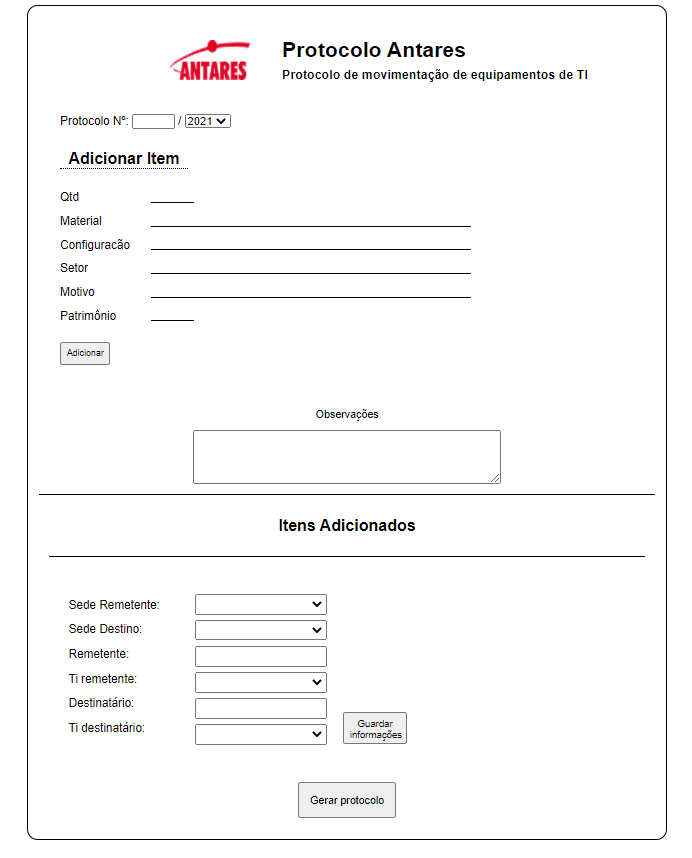 ANTARES
Protocolo Antares
Protocolo de movimentação de equipamentos de TI
Protocolo Nº: / 2021
Adicionar Item
Qtd
Material
Configuracão
Setor
Motivo
Patrimônio
Adicionar
Observações
Itens Adicionados
Sede Remetente:
Sede Destino:
Remetente:
Ti remetente:
Destinatário:
Ti destinatário:
Guardar
informações
Gerar protocolo